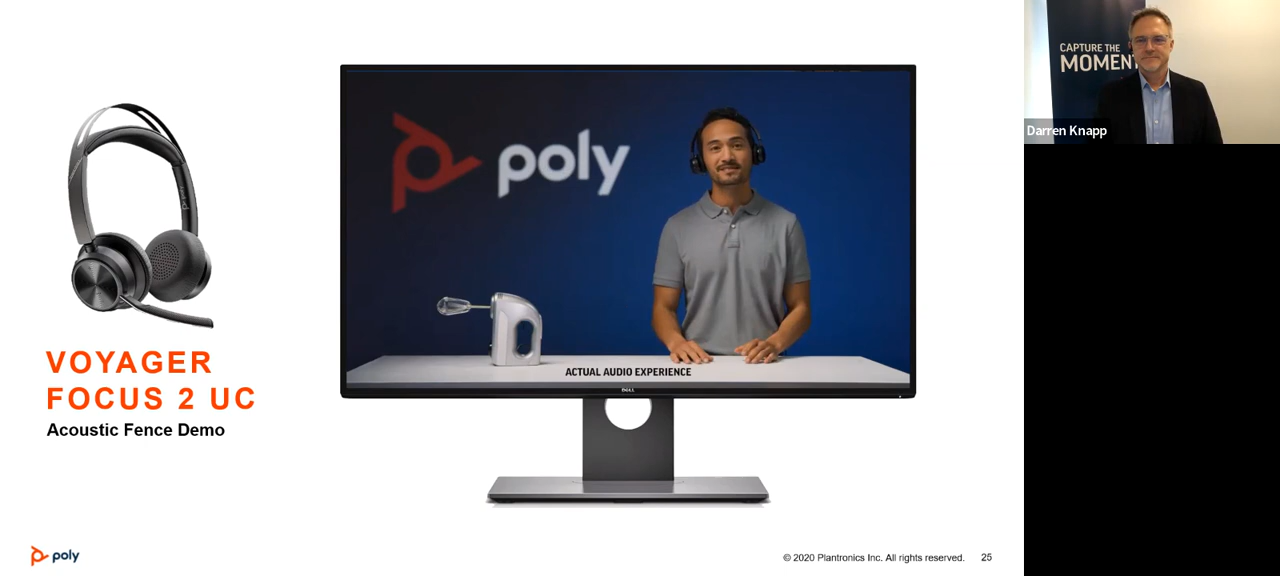 VOYAGER
FOCUS 2 UC
Acoustic Fence Demo
poly
ACTUAL AUDIO EXPERIENCE
DELL
poly
© 2020 Plantronics Inc. All rights reserved.
25
CAPTURE THE
MOMENT
Darren Knapp